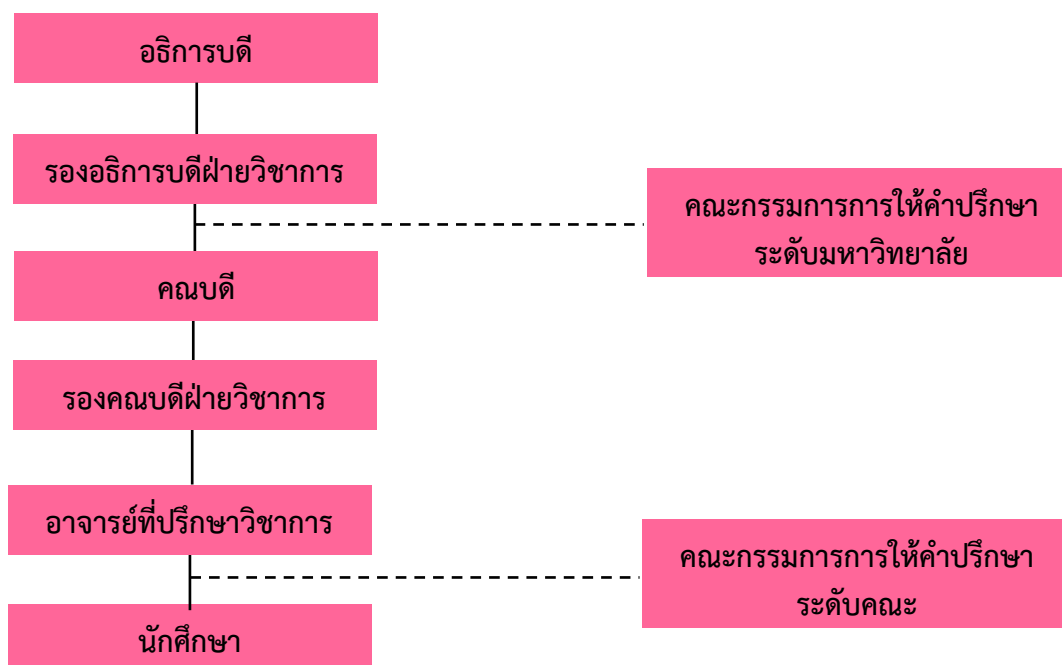 อธิการบดี
รองอธิการบดีฝ่ายวิชาการ
คณะกรรมการการให้คำปรึกษา
ระดับมหาวิทยาลัย
คณบดี
รองคณบดีฝ่ายวิชาการ
อาจารย์ที่ปรึกษาวิชาการ
คณะกรรมการการให้คำปรึกษา
ระดับคณะ
นักศึกษา